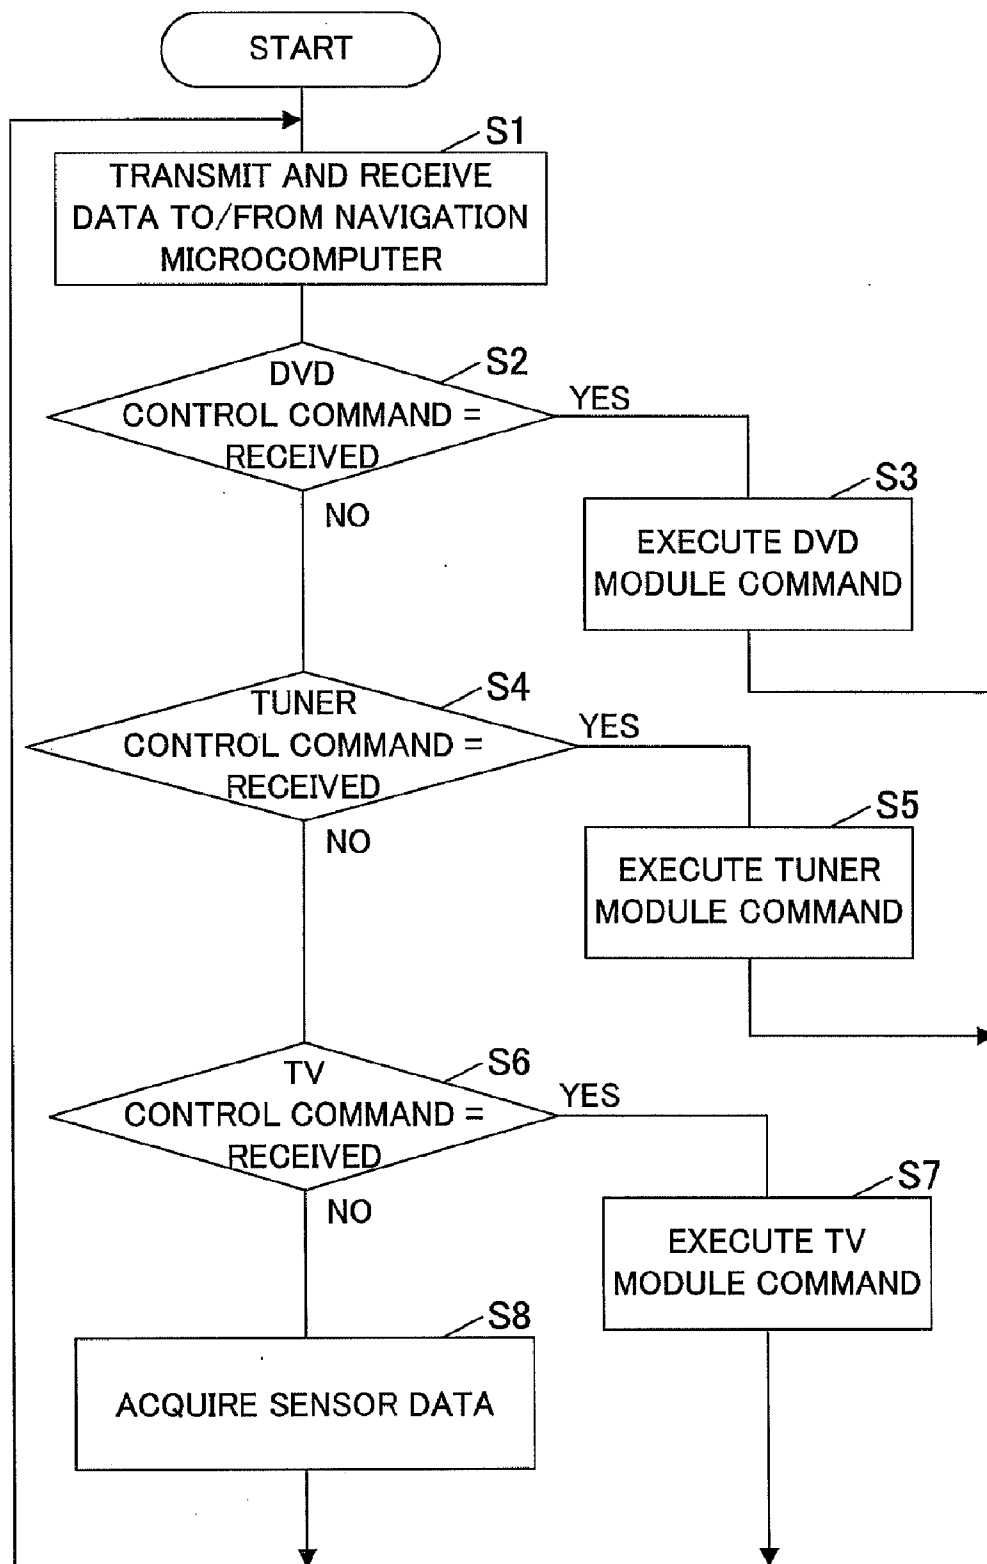 START
S1
TRANSMIT AND RECEIVE
DATA TO/FROM NAVIGATION
MICROCOMPUTER
S2
DVD
CONTROL COMMAND =
RECEIVED
YES
NO
S3
EXECUTE DVD
MODULE COMMAND
S4
TUNER
CONTROL COMMAND =
RECEIVED
YES
NO
S5
EXECUTE TUNER
MODULE COMMAND
S6
TV
CONTROL COMMAND =
RECEIVED
YES
NO
S7
EXECUTE TV
MODULE COMMAND
S8
ACQUIRE SENSOR DATA